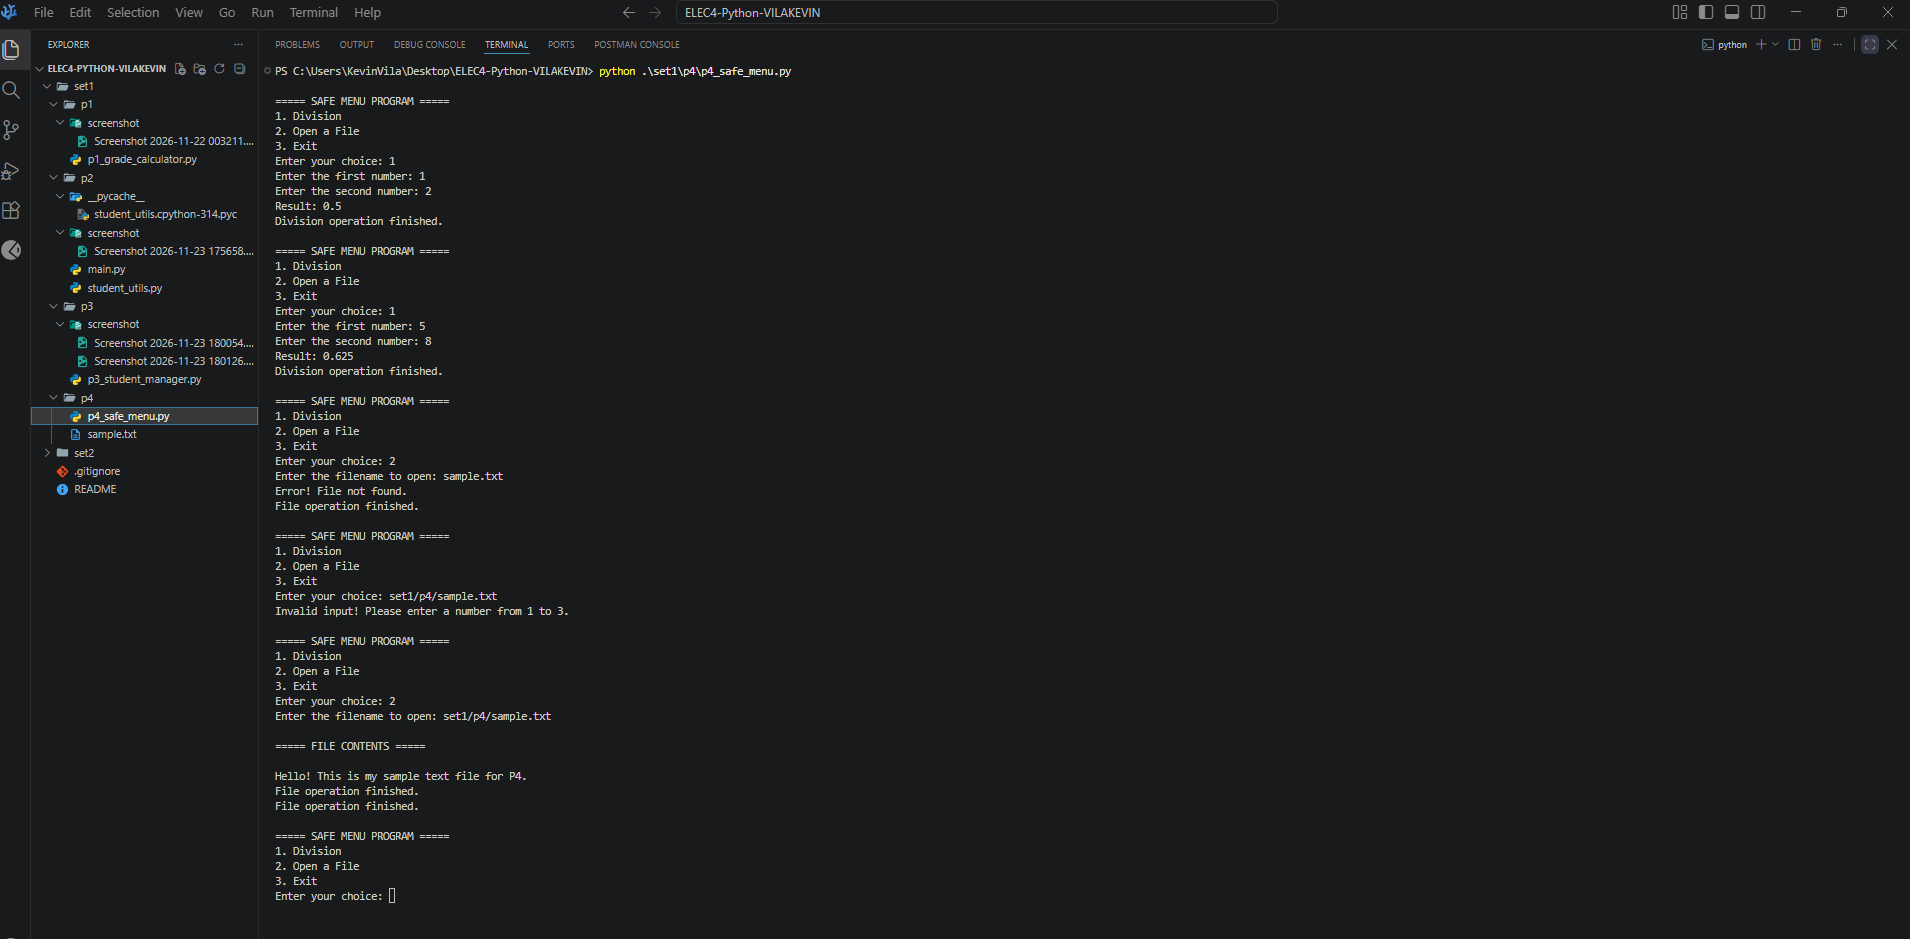 File Edit Selection View Go Run Terminal Help
ELEC4-Python-VILAKEVIN
EXPLORER
ELEC4-PYTHON-VILAKEVIN
set1
p1
screenshot
Screenshot 2026-11-22 003211....
p1_grade_calculator.py
p2
__pycache__
student_utils.cpython-314.pyc
screenshot
Screenshot 2026-11-23 175658....
main.py
student_utils.py
p3
screenshot
Screenshot 2026-11-23 180054....
Screenshot 2026-11-23 180126....
p3_student_manager.py
p4
p4_safe_menu.py
sample.txt
set2
.gitignore
README
PROBLEMS OUTPUT DEBUG CONSOLE TERMINAL PORTS POSTMAN CONSOLE
python
PS C:\Users\KevinVila\Desktop\ELEC4-Python-VILAKEVIN> python .\set1\p4\p4_safe_menu.py
===== SAFE MENU PROGRAM =====
1. Division
2. Open a File
3. Exit
Enter your choice: 1
Enter the first number: 1
Enter the second number: 2
Result: 0.5
Division operation finished.
===== SAFE MENU PROGRAM =====
1. Division
2. Open a File
3. Exit
Enter your choice: 1
Enter the first number: 5
Enter the second number: 8
Result: 0.625
Division operation finished.
===== SAFE MENU PROGRAM =====
1. Division
2. Open a File
3. Exit
Enter your choice: 2
Enter the filename to open: sample.txt
Error! File not found.
File operation finished.
===== SAFE MENU PROGRAM =====
1. Division
2. Open a File
3. Exit
Enter your choice: set1/p4/sample.txt
Invalid input! Please enter a number from 1 to 3.
===== SAFE MENU PROGRAM =====
1. Division
2. Open a File
3. Exit
Enter your choice: 2
Enter the filename to open: set1/p4/sample.txt
===== FILE CONTENTS =====
Hello! This is my sample text file for P4.
File operation finished.
File operation finished.
===== SAFE MENU PROGRAM =====
1. Division
2. Open a File
3. Exit
Enter your choice: